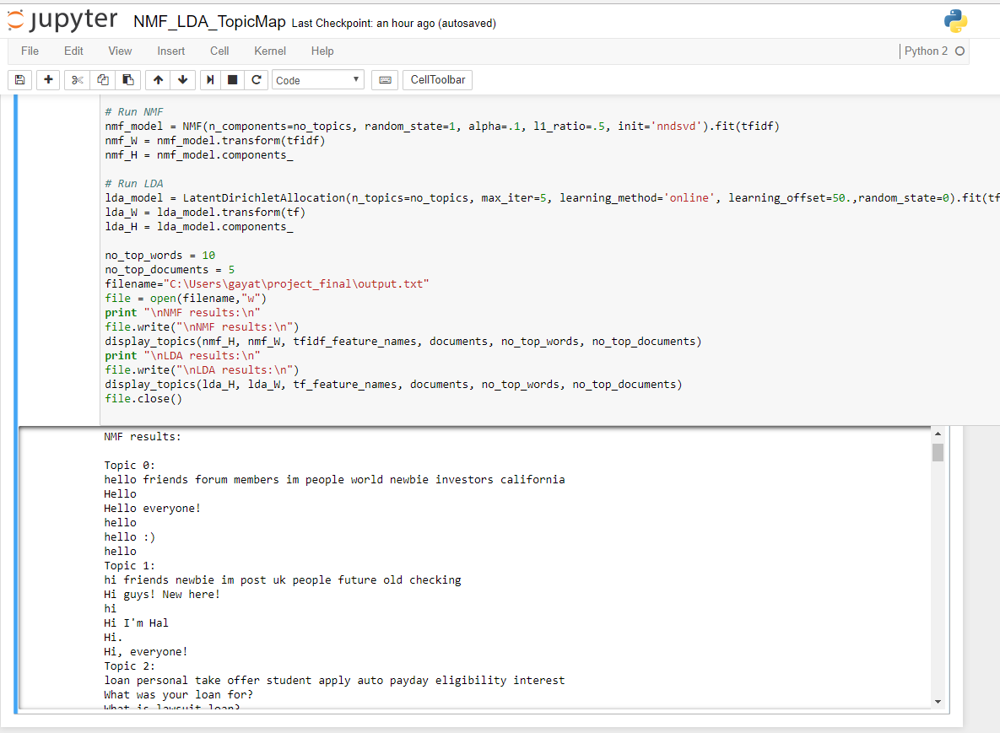 jupyter NMF_LDA_TopicMap Last Checkpoint: an hour ago (autosaved)
File Edit View Insert Cell Kernel Help Python 2
Code CellToolbar
# Run NMF
nmf_model = NMF(n_components=no_topics, random_state=1, alpha=.1, l1_ratio=.5, init='nndsvd').fit(tfidf)
nmf_W = nmf_model.transform(tfidf)
nmf_H = nmf_model.components_
# Run LDA
lda_model = LatentDirichletAllocation(n_topics=no_topics, max_iter=5, learning_method='online', learning_offset=50.,random_state=0).fit(tf
lda_W = lda_model.transform(tf)
lda_H = lda_model.components_
no_top_words = 10
no_top_documents = 5
filename="C:\Users\gayat\project_final\output.txt"
file = open(filename,"w")
print "\nNMF results:\n"
file.write("\nNMF results:\n")
display_topics(nmf_H, nmf_W, tfidf_feature_names, documents, no_top_words, no_top_documents)
print "\nLDA results:\n"
file.write("\nLDA results:\n")
display_topics(lda_H, lda_W, tf_feature_names, documents, no_top_words, no_top_documents)
file.close()
NMF results:
Topic 0:
hello friends forum members im people world newbie investors california
Hello
Hello everyone!
hello
hello :)
hello
Topic 1:
hi friends newbie im post uk people future old checking
Hi guys! New here!
hi
Hi I'm Hal
Hi.
Hi, everyone!
Topic 2:
loan personal take offer student apply auto payday eligibility interest
What was your loan for?
What is lawsuit loan?